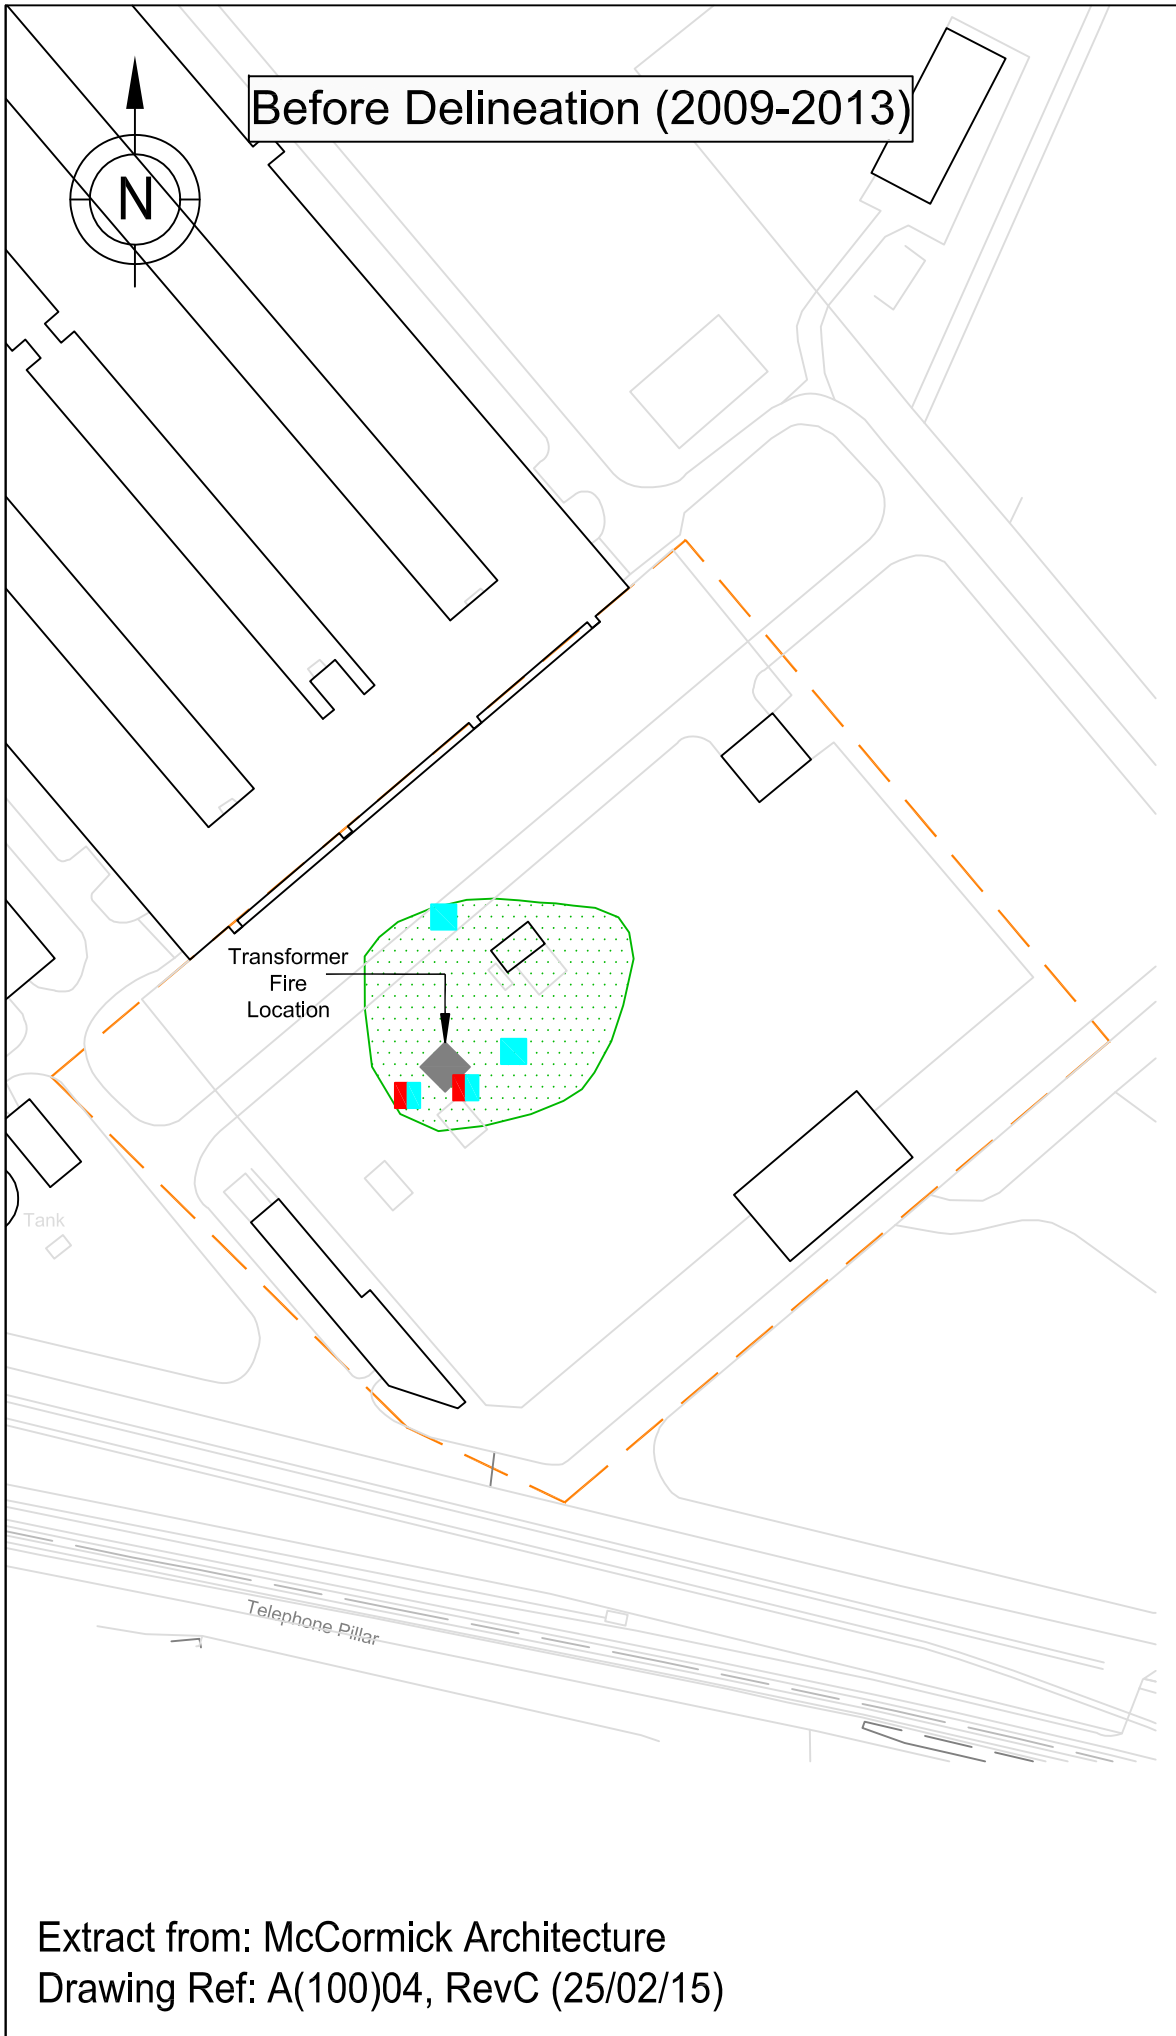 Before Delineation (2009-2013)
N
Transformer
Fire
Location
Tank
Telephone Pillar
Extract from: McCormick Architecture
Drawing Ref: A(100)04, RevC (25/02/15)